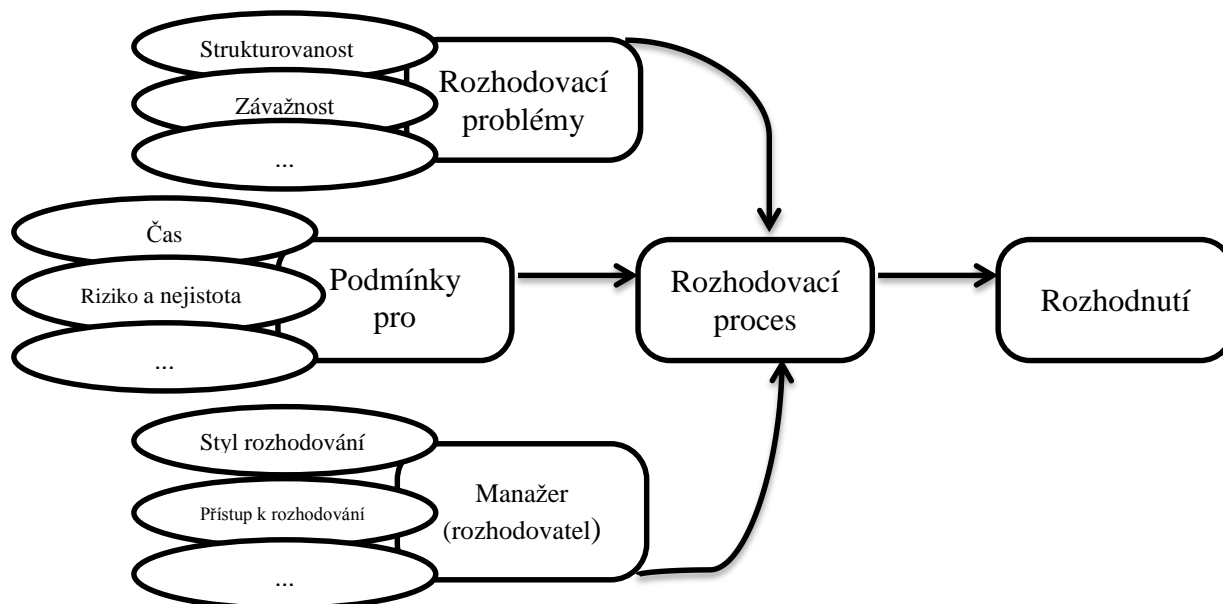 Strukturovanost
Závažnost
...
Rozhodovací
problémy
Čas
Riziko a nejistota
...
Podmínky
pro
Rozhodovací
proces
Rozhodnutí
Styl rozhodování
Přístup k rozhodování
...
Manažer
(rozhodovatel)